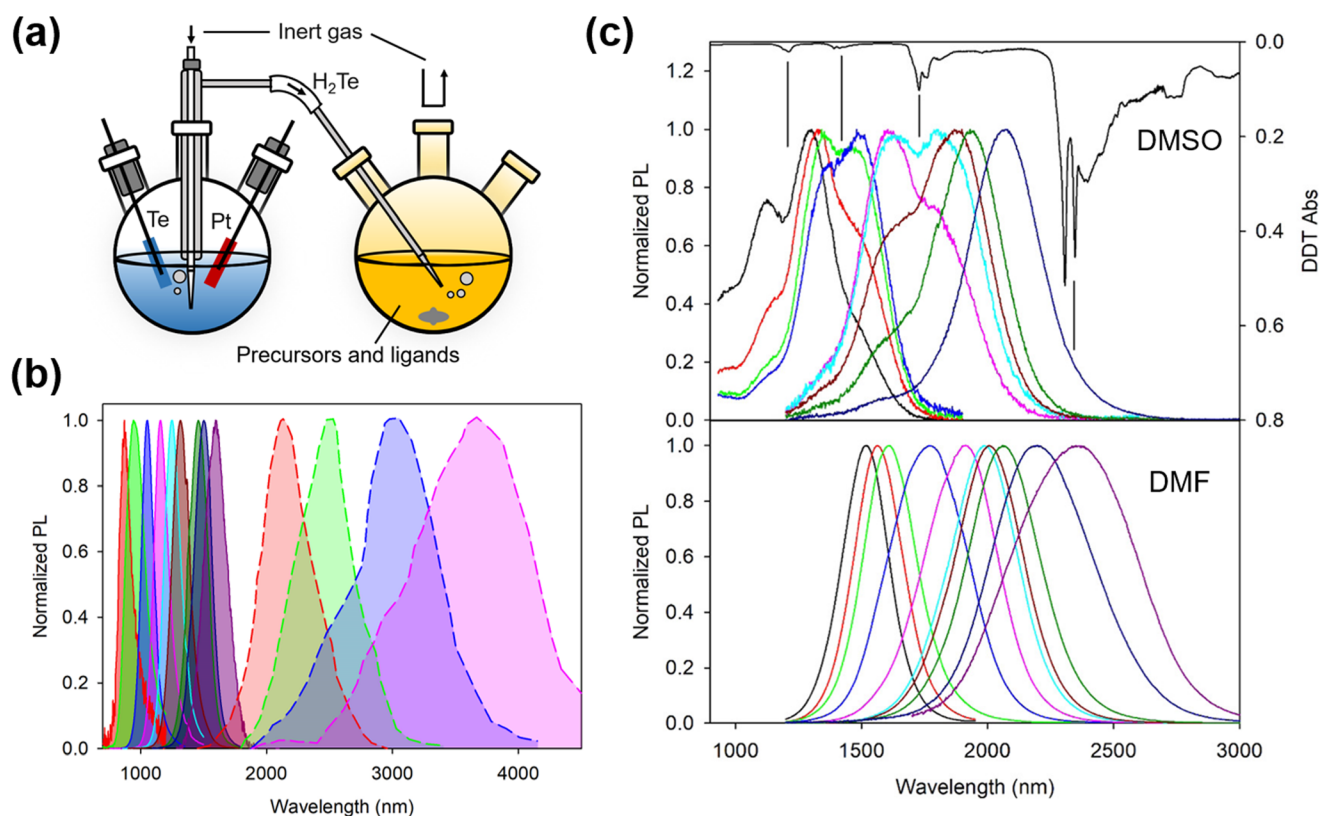 (a)
Inert gas
H2Te
Te
Pt
Precursors and ligands
(b)
1.0
0.8
0.6
0.4
0.2
0.0
Normalized PL
1000 2000 3000 4000
Wavelength (nm)
(c)
1.2
1.0
0.8
0.6
0.4
0.2
0.0
Normalized PL
DMSO
0.0
0.2
0.4
0.6
0.8
DDT Abs
1.0
0.8
0.6
0.4
0.2
0.0
Normalized PL
DMF
1000 1500 2000 2500 3000
Wavelength (nm)